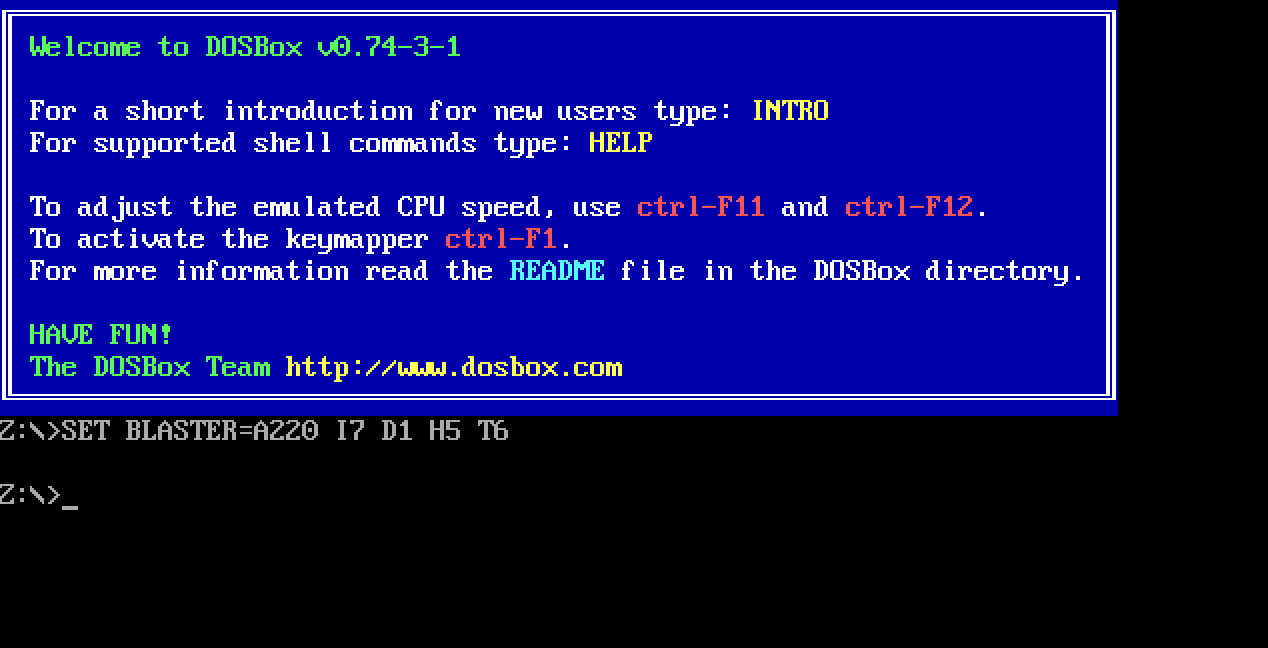 Welcome to DOSBox v0.74-3-1
For a short introduction for new users type: INTRO
For supported shell commands type: HELP
To adjust the emulated CPU speed, use ctrl-F11 and ctrl-F12.
To activate the keymapper ctrl-F1.
For more information read the README file in the DOSBox directory.
HAVE FUN!
The DOSBox Team http://www.dosbox.com
Z:\>SET BLASTER=A220 I7 D1 H5 T6
Z:\>_